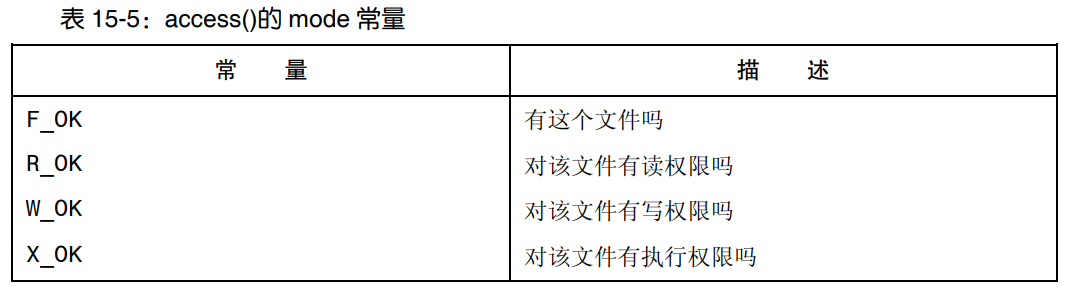 表 15-5：access()的 mode 常量
常 量 描 述
F_OK 有这个文件吗
R_OK 对该文件有读权限吗
W_OK 对该文件有写权限吗
X_OK 对该文件有执行权限吗